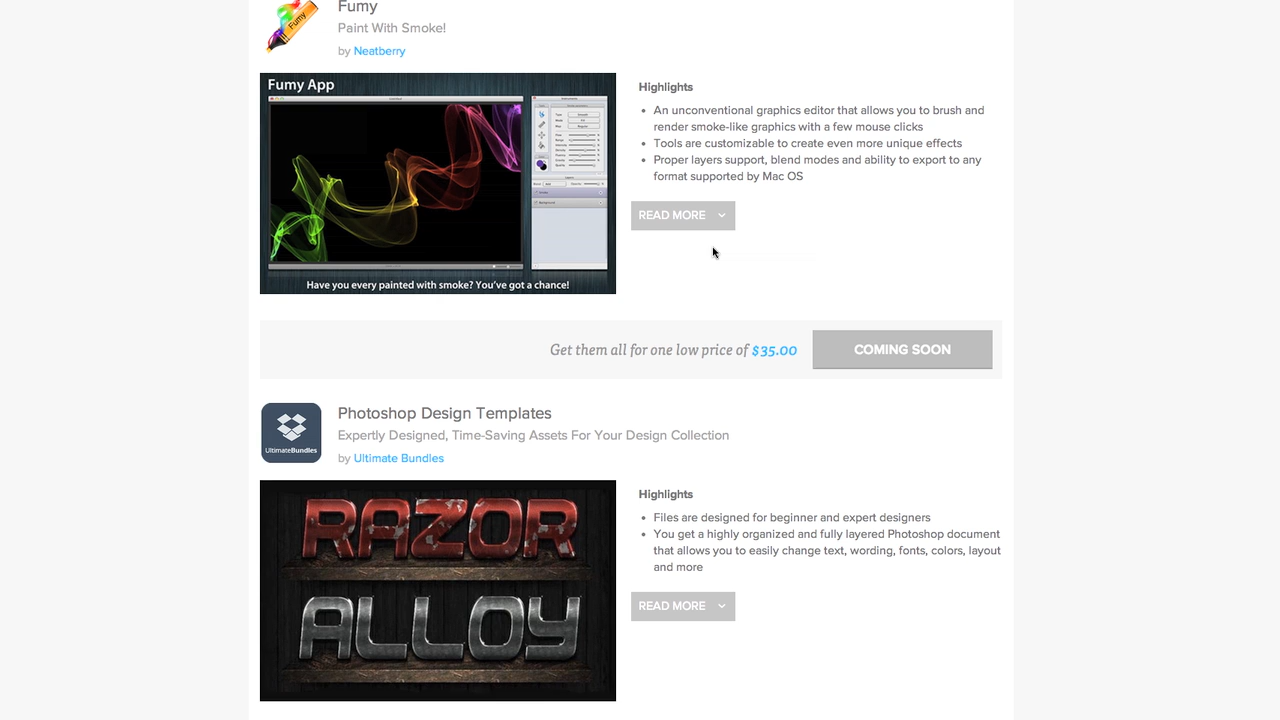 Fumy
Fumy
Paint With Smoke!
by Neatberry
Fumy App
Have you every painted with smoke? You've got a chance!
Highlights
An unconventional graphics editor that allows you to brush and
render smoke-like graphics with a few mouse clicks
Tools are customizable to create even more unique effects
Proper layers support, blend modes and ability to export to any
format supported by Mac OS
READ MORE
Get them all for one low price of $35.00
COMING SOON
UltimateBundles
Photoshop Design Templates
Expertly Designed, Time-Saving Assets For Your Design Collection
by Ultimate Bundles
RAZOR
ALLOY
Highlights
Files are designed for beginner and expert designers
You get a highly organized and fully layered Photoshop document
that allows you to easily change text, wording, fonts, colors, layout
and more
READ MORE